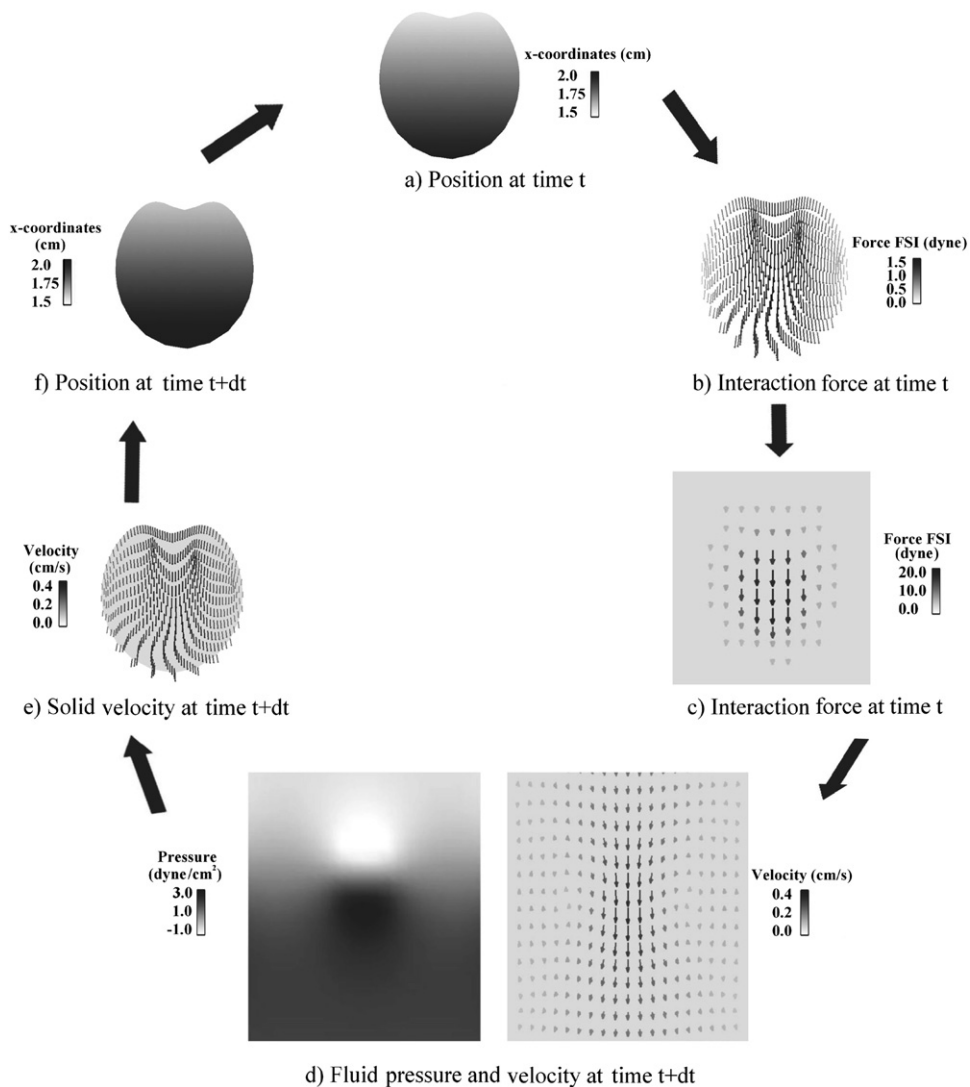 x-coordinates (cm)
2.0
1.75
1.5
a) Position at time t
Force FSI (dyne)
1.5
1.0
0.5
0.0
b) Interaction force at time t
Force FSI
(dyne)
20.0
10.0
0.0
c) Interaction force at time t
Velocity (cm/s)
0.4
0.2
0.0
Pressure
(dyne/cm²)
3.0
1.0
-1.0
d) Fluid pressure and velocity at time t+dt
Velocity
(cm/s)
0.4
0.2
0.0
e) Solid velocity at time t+dt
x-coordinates
(cm)
2.0
1.75
1.5
f) Position at time t+dt